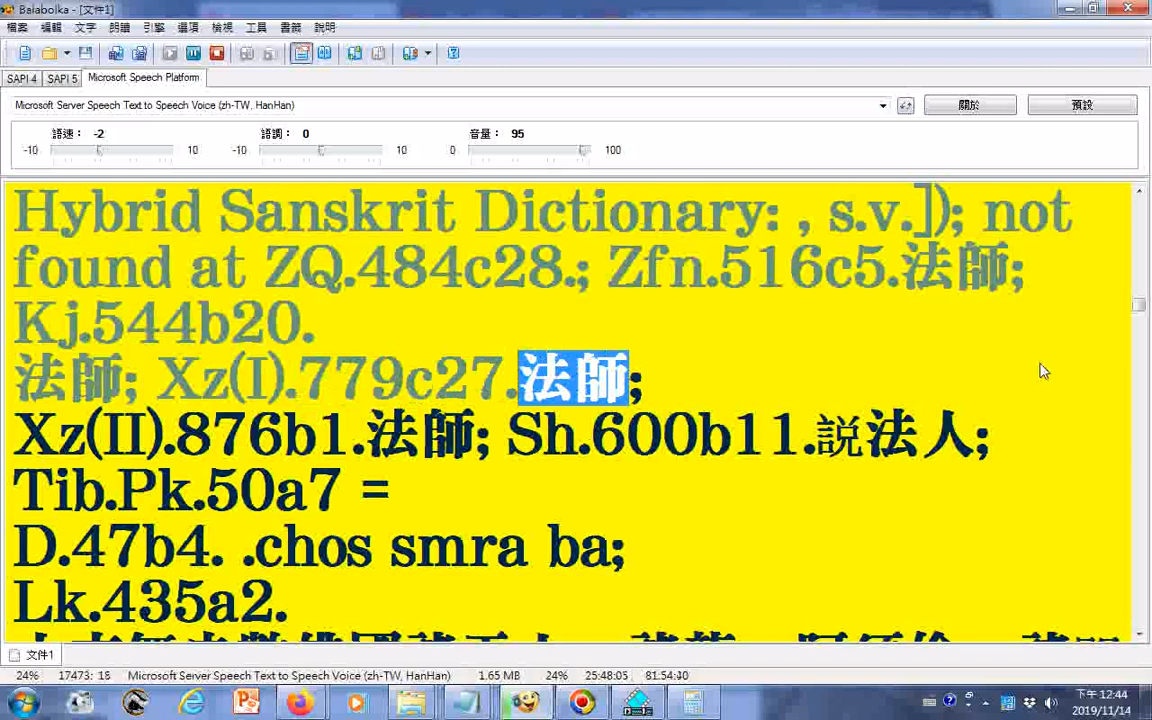 Balabolka - [文件1]
檔案 編輯 文字 朗讀 引擎 選項 檢視 工具 書籤 說明
SAPI 4 SAPI 5 Microsoft Speech Platform
Microsoft Server Speech Text to Speech Voice (zh-TW, HanHan)
關於 預設
語速: -2 語調: 0 音量: 95
-10 10 -10 10 0 100
Hybrid Sanskrit Dictionary: , s.v.]); not
found at ZQ.484c28.; Zfn.516c5.法師;
Kj.544b20.
法師; Xz(I).779c27.法師;
Xz(II).876b1.法師; Sh.600b11.説法人;
Tib.Pk.50a7 =
D.47b4. .chos smra ba;
Lk.435a2.
文件1
24% 17473: 18 Microsoft Server Speech Text to Speech Voice (zh-TW, HanHan) 1.65 MB 24% 25:48:05 81:54:40
下午 12:44
2019/11/14